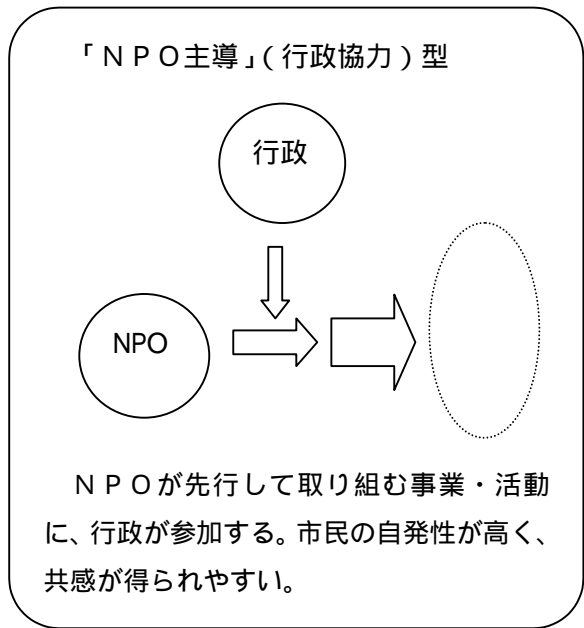 「ＮＰＯ主導」（行政協力）型
行政
NPO
ＮＰＯが先行して取り組む事業・活動
に、行政が参加する。市民の自発性が高く、
共感が得られやすい。